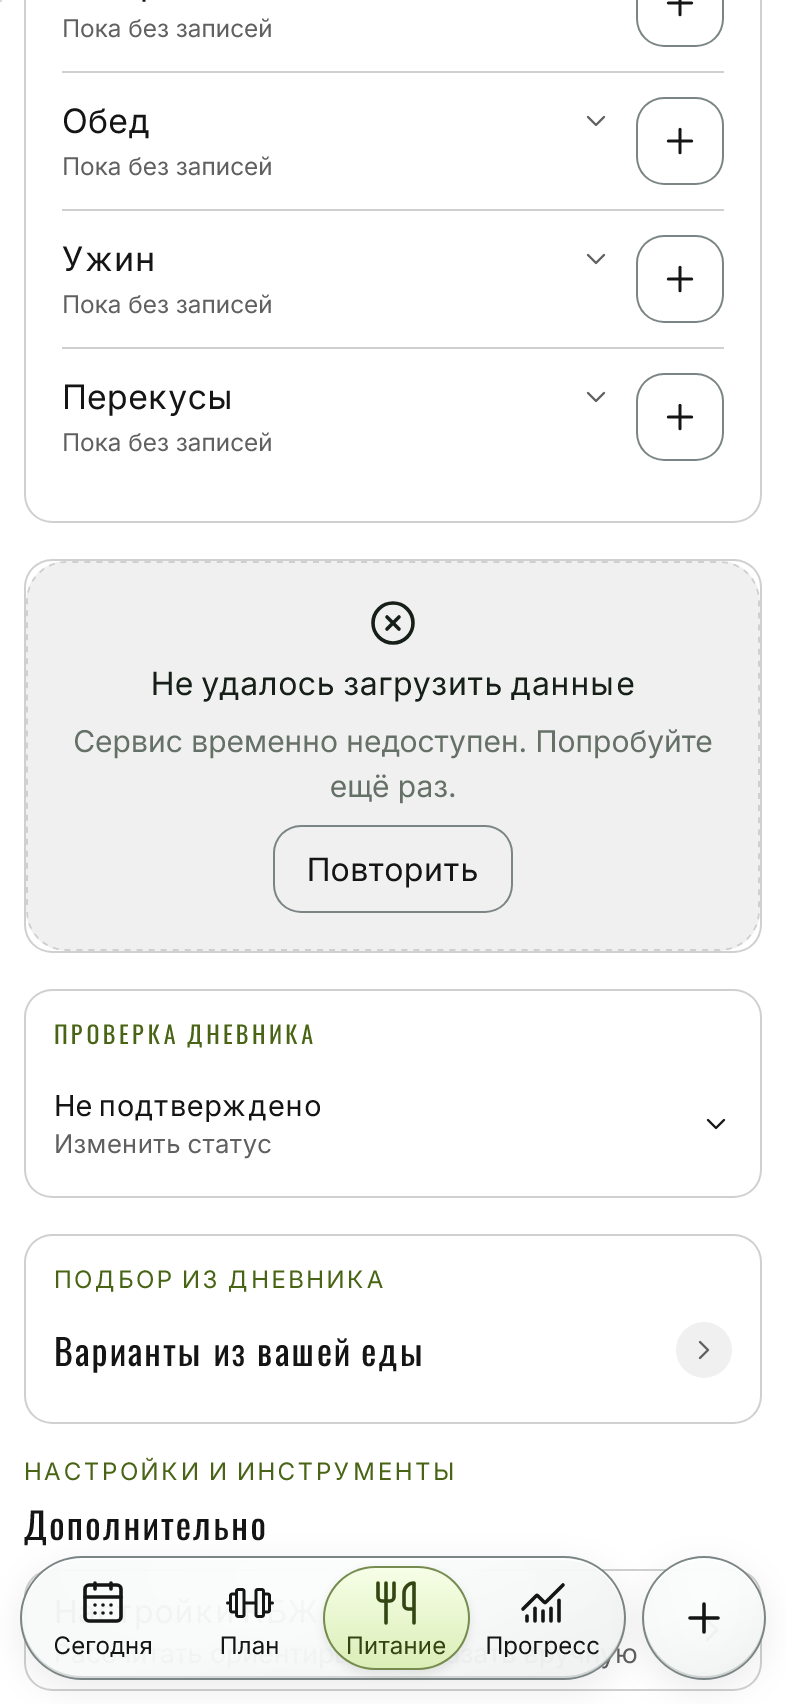 Пока без записей
Обед
Пока без записей
Ужин
Пока без записей
Перекусы
Пока без записей
Не удалось загрузить данные
Сервис временно недоступен. Попробуйте
ещё раз.
Повторить
ПРОВЕРКА ДНЕВНИКА
Не подтверждено
Изменить статус
ПОДБОР ИЗ ДНЕВНИКА
Варианты из вашей еды
НАСТРОЙКИ И ИНСТРУМЕНТЫ
Дополнительно
Сегодня
План
Питание
Прогресс